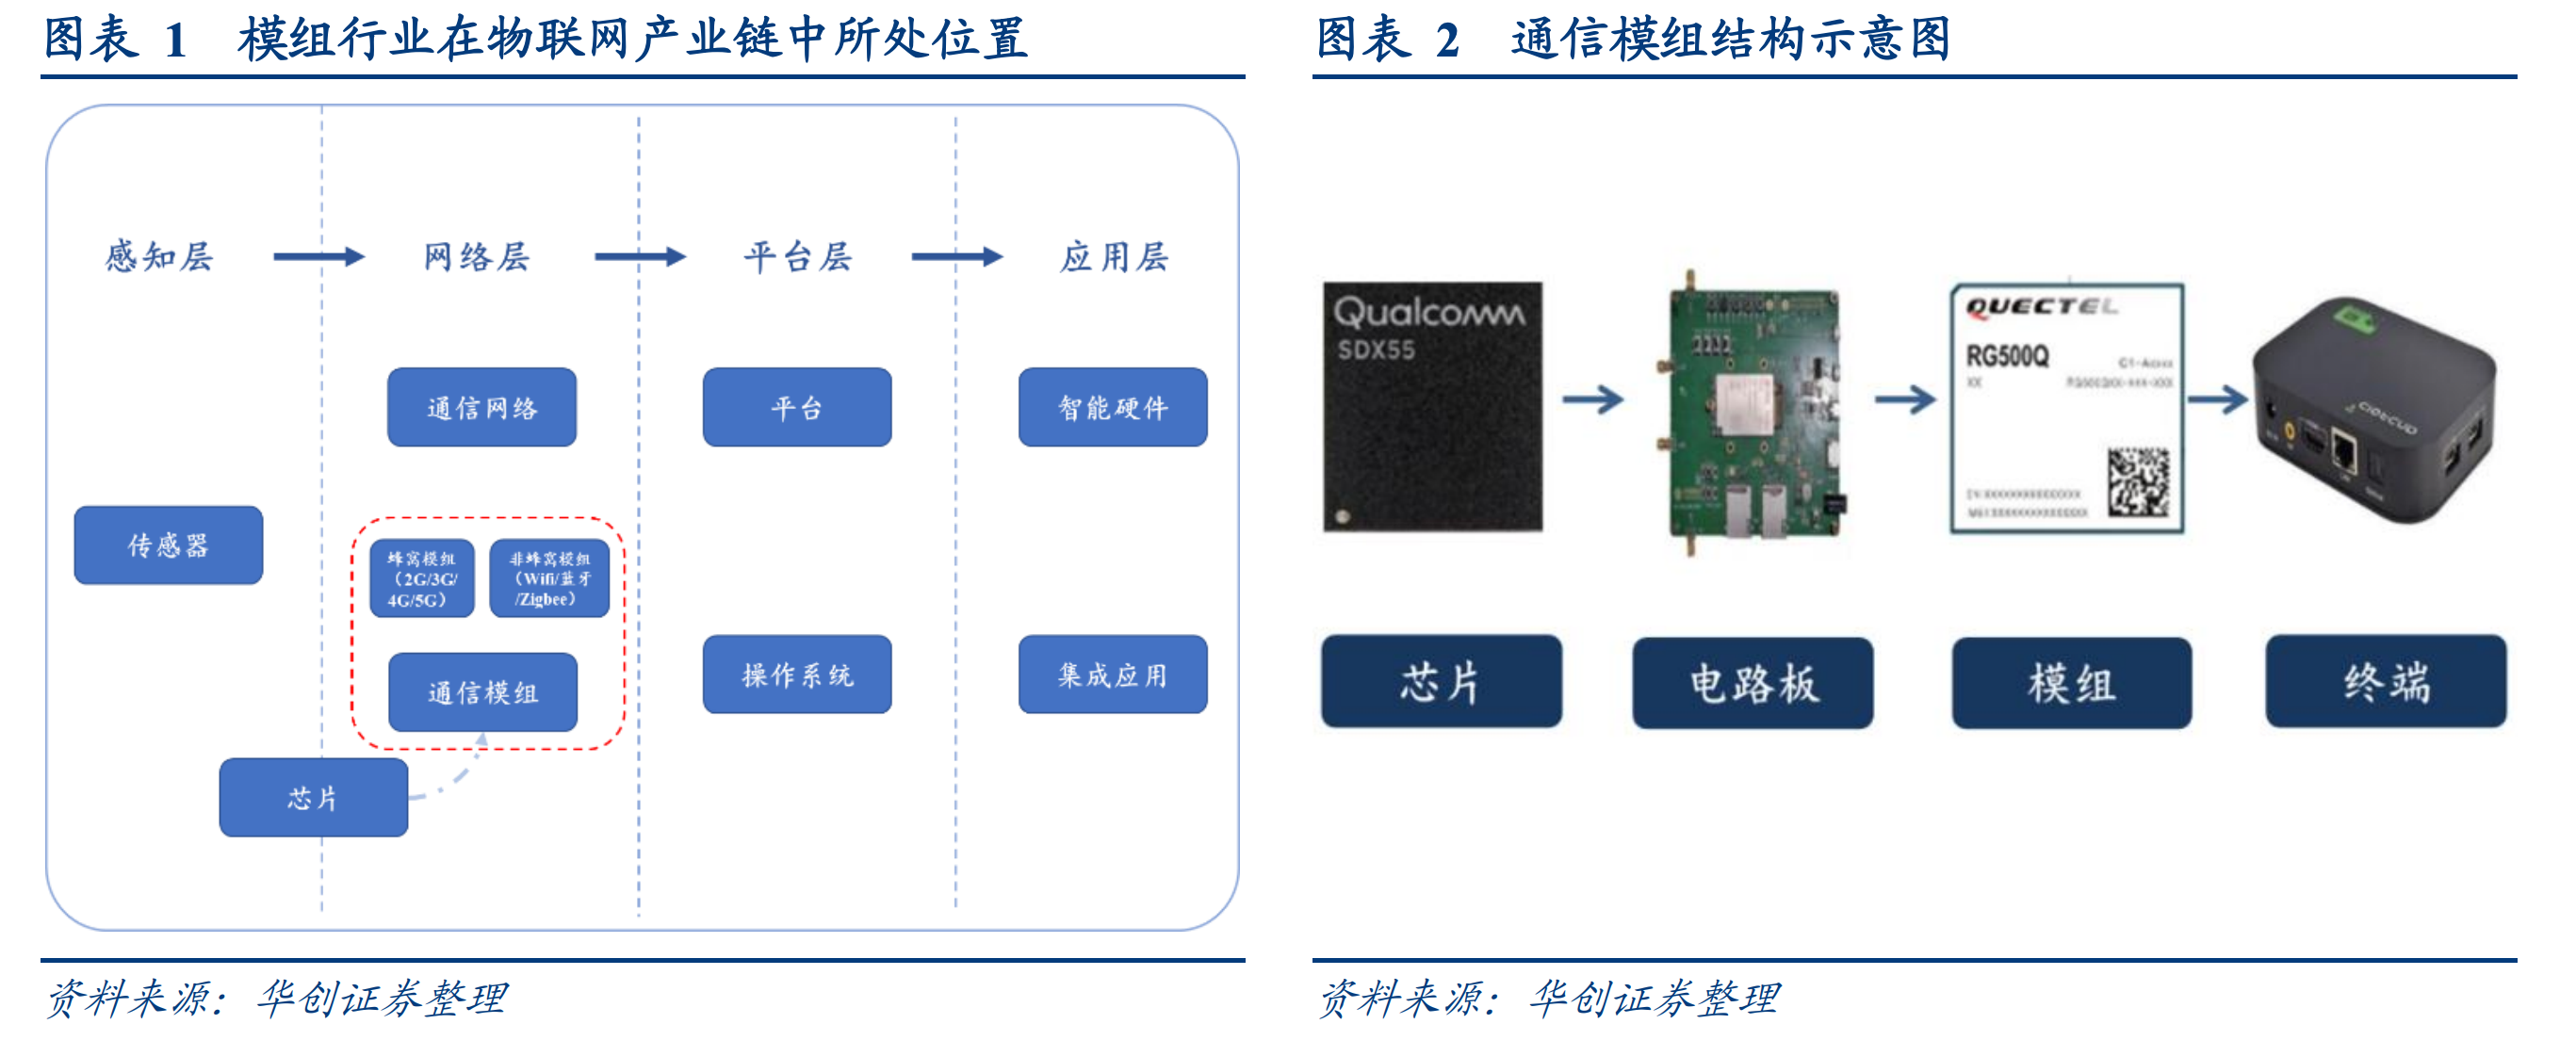 图表 1 模组行业在物联网产业链中所处位置
感知层
网络层
平台层
应用层
通信网络
平台
智能硬件
传感器
蜂窝模组
（2G/3G/
4G/5G）
非蜂窝模组
（Wifi/蓝牙
/Zigbee）
通信模组
操作系统
集成应用
芯片
资料来源：华创证券整理
图表 2 通信模组结构示意图
Qualcomm
SDX55
QUECTEL
RG500Q
XX
芯片
电路板
模组
终端
资料来源：华创证券整理